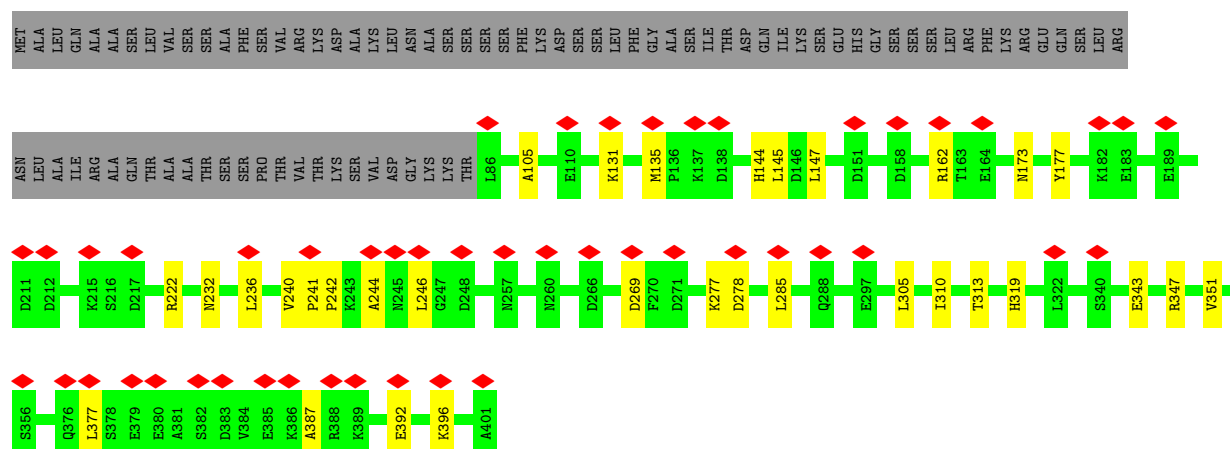 MET ALA LEU GLN ALA ALA SER LEU VAL SER SER ALA PHE SER VAL ARG LYS ASP ALA LYS LEU ASN ALA SER SER SER SER PHE LYS ASP SER SER LEU PHE GLY ALA SER ILE THR ASP GLN ILE LYS SER GLU HIS GLY SER SER SER LEU ARG PHE LYS ARG GLU GLN SER LEU ARG
ASN LEU ALA ILE ARG ALA GLN THR ALA ALA THR SER SER PRO THR VAL THR LYS SER VAL ASP GLY LYS LYS THR L86 A105 E110 K131 M135 P136 K137 D138 H144 L145 D146 L147 D151 D158 R162 T163 E164 N173 Y177 K182 E183 E189
D211 D212 K215 S216 D217 R222 N232 L236 V240 P241 P242 K243 A244 N245 L246 G247 D248 N257 N260 D266 D269 F270 D271 K277 D278 L285 Q288 E297 L305 I310 T313 H319 L322 S340 E343 R347 V351
S356 Q376 L377 S378 E379 E380 A381 S382 D383 V384 E385 K386 A387 R388 K389 E392 K396 A401